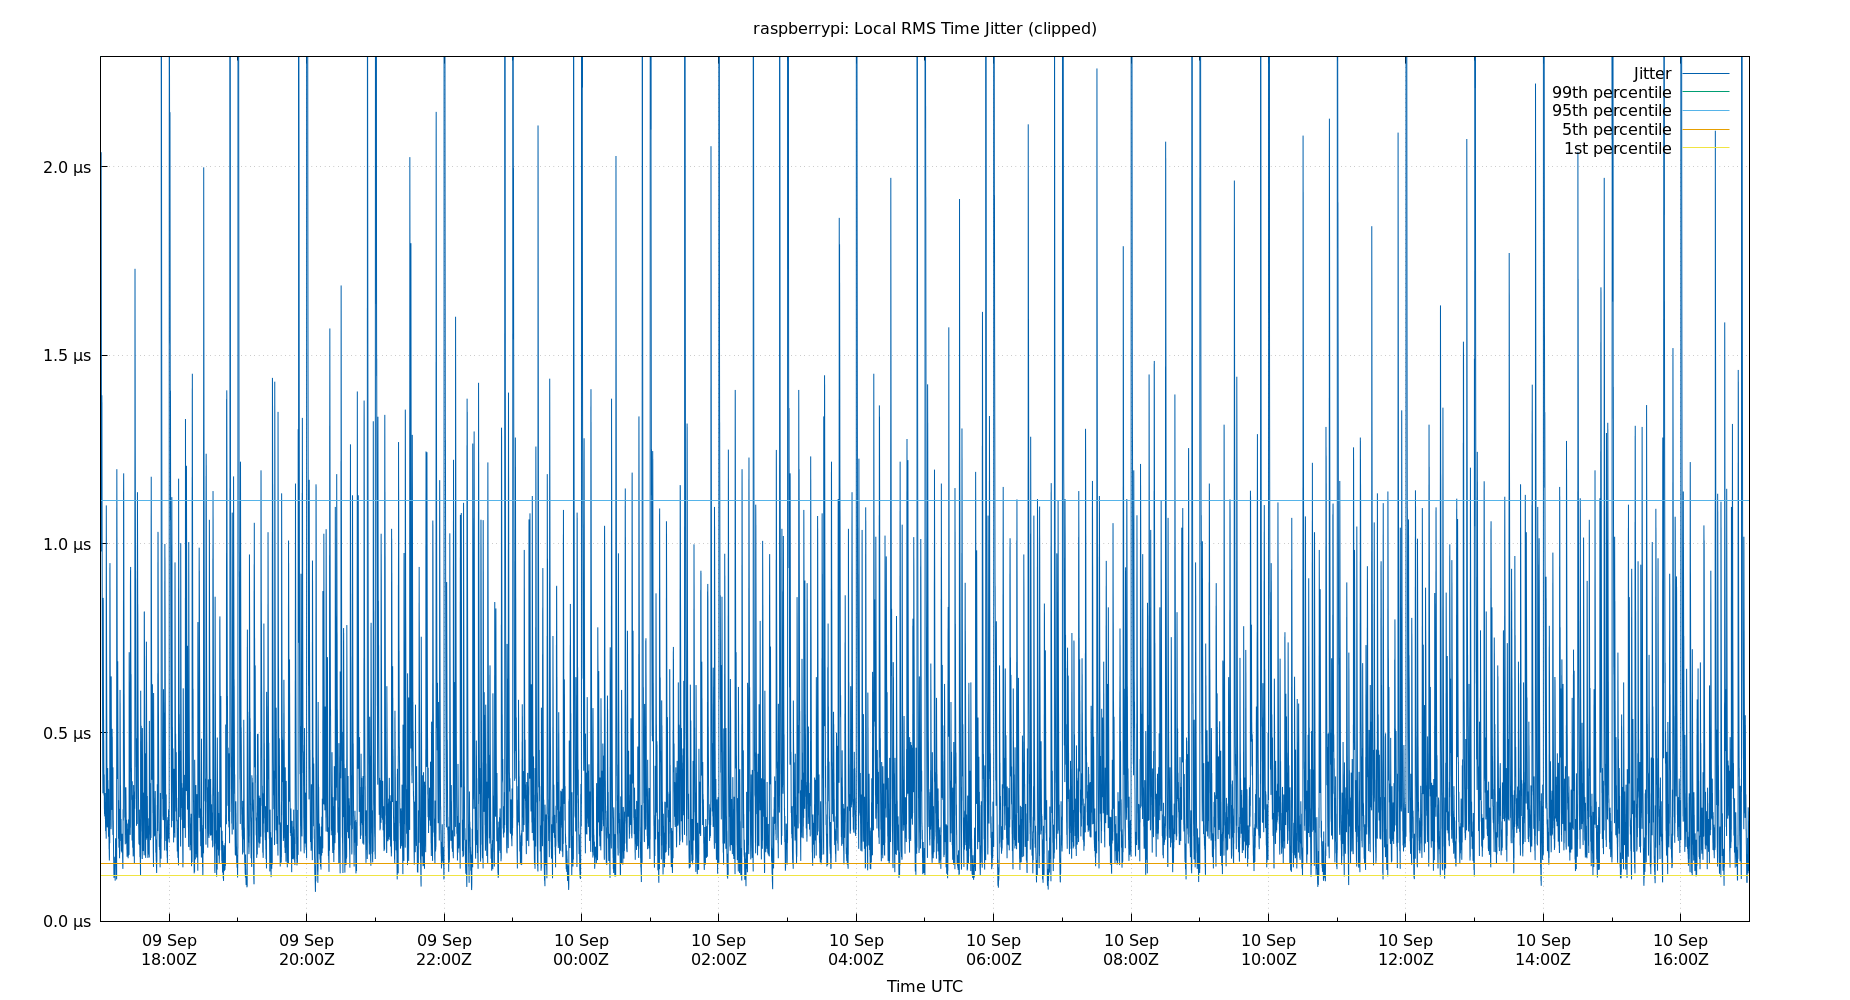 raspberrypi: Local RMS Time Jitter (clipped)
Jitter
99th percentile
95th percentile
5th percentile
1st percentile
2.0 µs
1.5 µs
1.0 µs
0.5 µs
0.0 µs
09 Sep 09 Sep 09 Sep 10 Sep 10 Sep 10 Sep 10 Sep 10 Sep 10 Sep 10 Sep 10 Sep 10 Sep
18:00Z 20:00Z 22:00Z 00:00Z 02:00Z 04:00Z 06:00Z 08:00Z 10:00Z 12:00Z 14:00Z 16:00Z
Time UTC